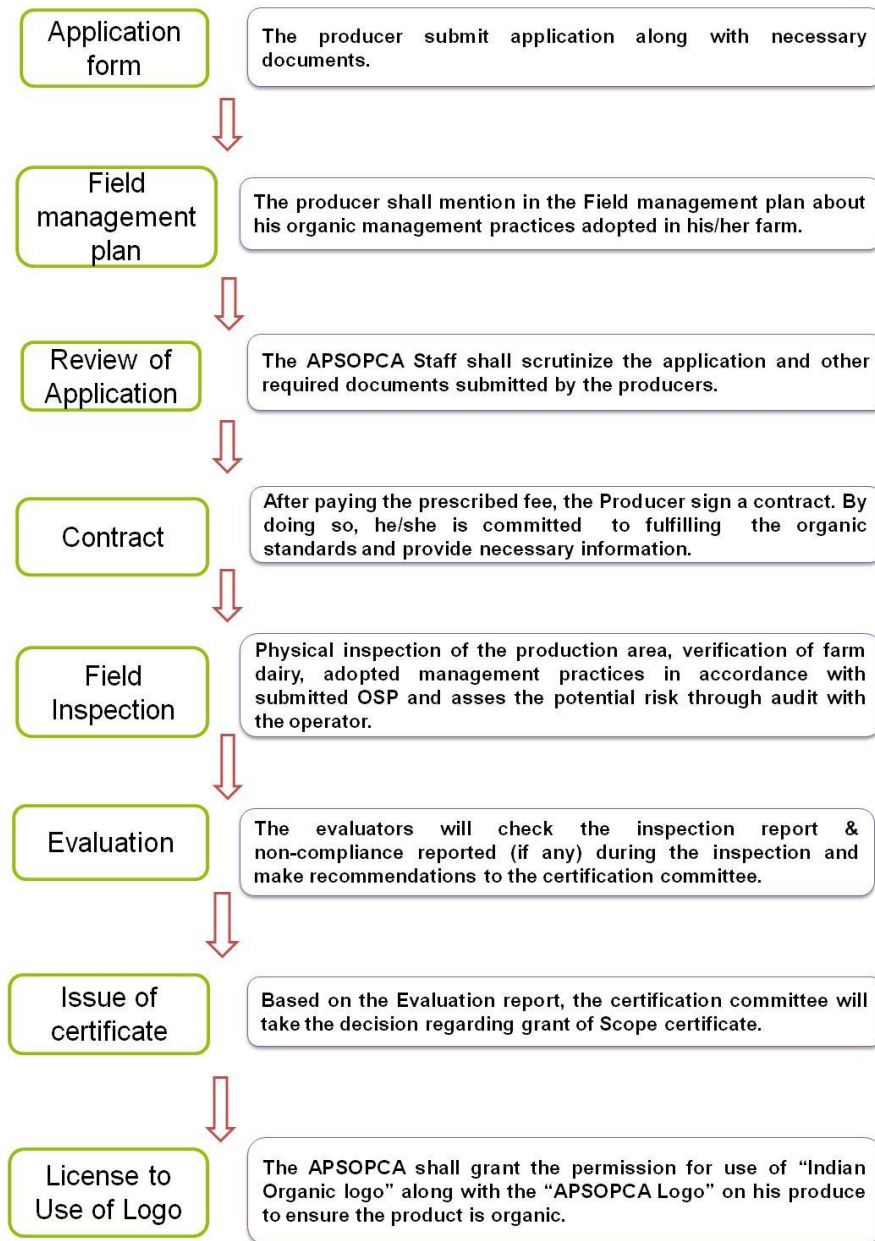 Application
form
The producer submit application along with necessary
documents.
Field
management
plan
The producer shall mention in the Field management plan about
his organic management practices adopted in his/her farm.
Review of
Application
The APSOPCA Staff shall scrutinize the application and other
required documents submitted by the producers.
Contract
After paying the prescribed fee, the Producer sign a contract. By
doing so, he/she is committed to fulfilling the organic
standards and provide necessary information.
Field
Inspection
Physical inspection of the production area, verification of farm
dairy, adopted management practices in accordance with
submitted OSP and asses the potential risk through audit with
the operator.
Evaluation
The evaluators will check the inspection report &
non-compliance reported (if any) during the inspection and
make recommendations to the certification committee.
Issue of
certificate
Based on the Evaluation report, the certification committee will
take the decision regarding grant of Scope certificate.
License to
Use of Logo
The APSOPCA shall grant the permission for use of “Indian
Organic logo” along with the “APSOPCA Logo” on his produce
to ensure the product is organic.